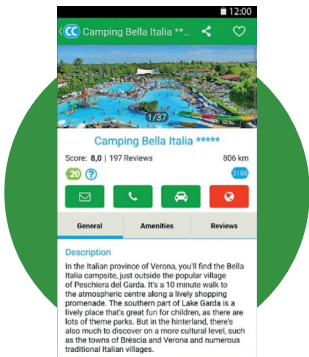 12:00
CC Camping Bella Italia **...
1/37
Camping Bella Italia *****
Score: 8,0 | 197 Reviews 806 km
20 ? 3188
General Amenities Reviews
Description
In the Italian province of Verona, you'll find the Bella
Italia campsite, just outside the popular village
of Peschiera del Garda. It's a 10 minute walk to
the atmospheric centre along a lively shopping
promenade. The southern part of Lake Garda is a
lively place that's great fun for children, as there are
lots of theme parks. But in the hinterland, there's
also much to discover on a more cultural level, such
as the towns of Bréscia and Verona and numerous
traditional Italian villages.